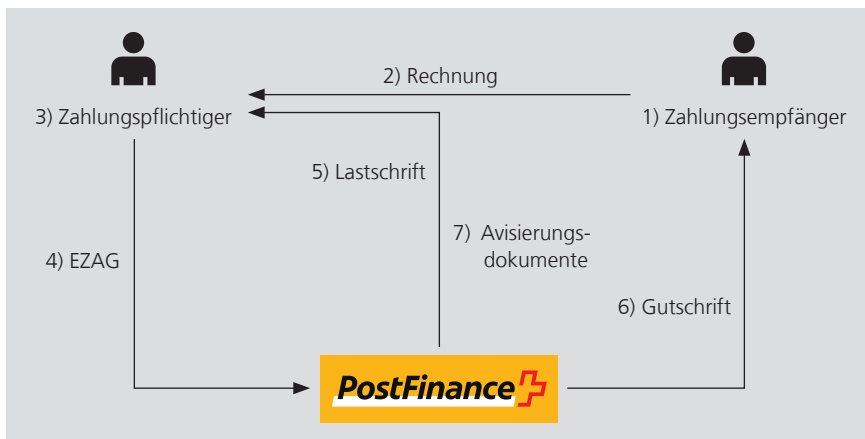 2) Rechnung
3) Zahlungspflichtiger
1) Zahlungsempfänger
5) Lastschrift
7) Avisierungs-
dokumente
4) EZAG
6) Gutschrift
PostFinance